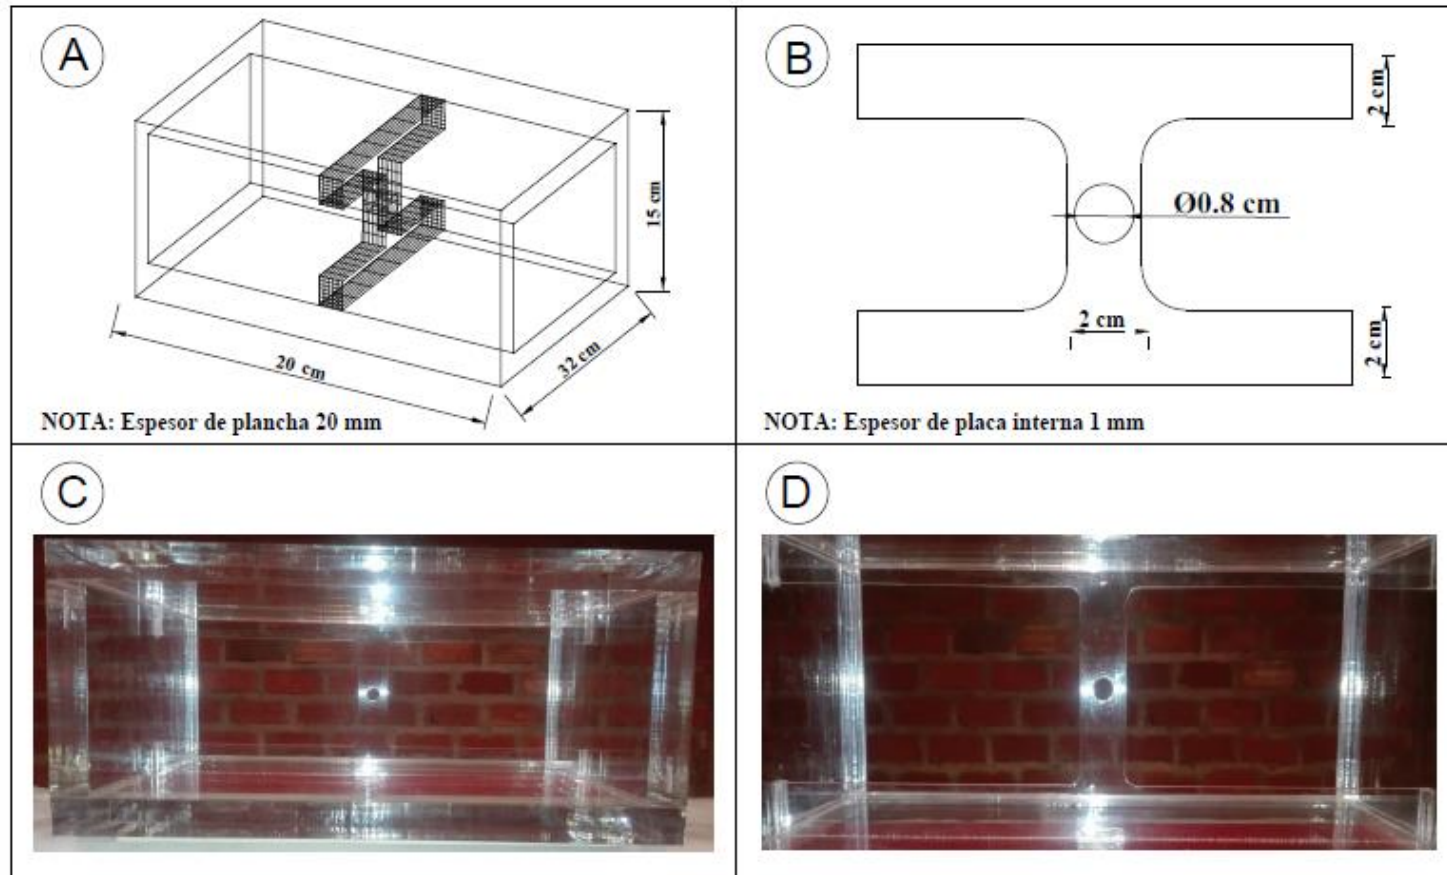 A
15 cm
20 cm
32 cm
NOTA: Espesor de plancha 20 mm
B
2 cm
Ø0.8 cm
2 cm
2 cm
NOTA: Espesor de placa interna 1 mm
C
D